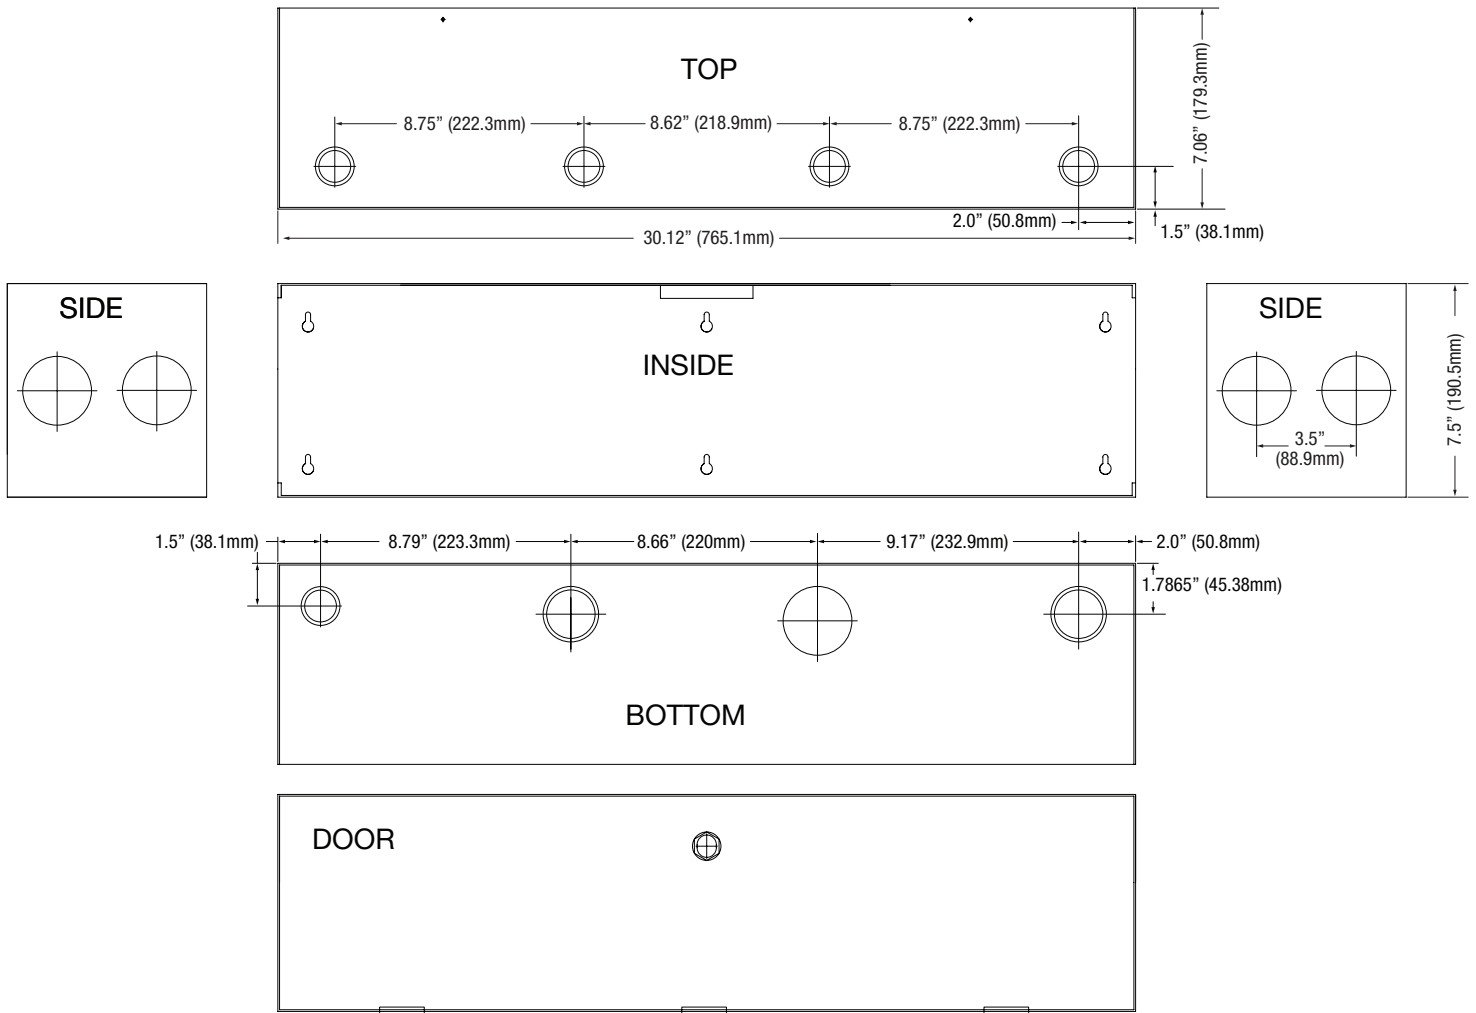 TOP
8.75” (222.3mm)
8.62” (218.9mm)
8.75” (222.3mm)
7.06” (179.3mm)
2.0” (50.8mm)
1.5” (38.1mm)
30.12” (765.1mm)
SIDE
INSIDE
SIDE
3.5”
(88.9mm)
7.5” (190.5mm)
1.5” (38.1mm)
8.79” (223.3mm)
8.66” (220mm)
9.17” (232.9mm)
2.0” (50.8mm)
1.7865” (45.38mm)
BOTTOM
DOOR